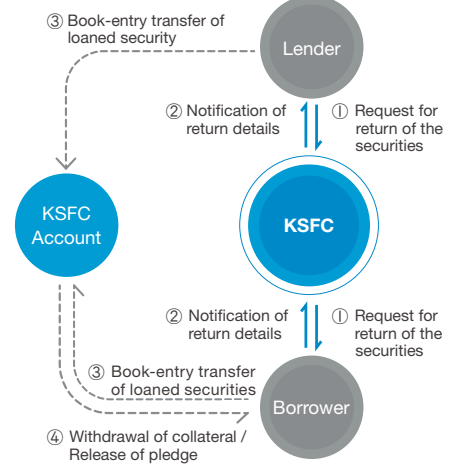 ③ Book-entry transfer of
loaned security
Lender
② Notification of
return details
① Request for
return of the
securities
KSFC
Account
KSFC
② Notification of
return details
① Request for
return of the
securities
③ Book-entry transfer
of loaned securities
Borrower
④ Withdrawal of collateral /
Release of pledge